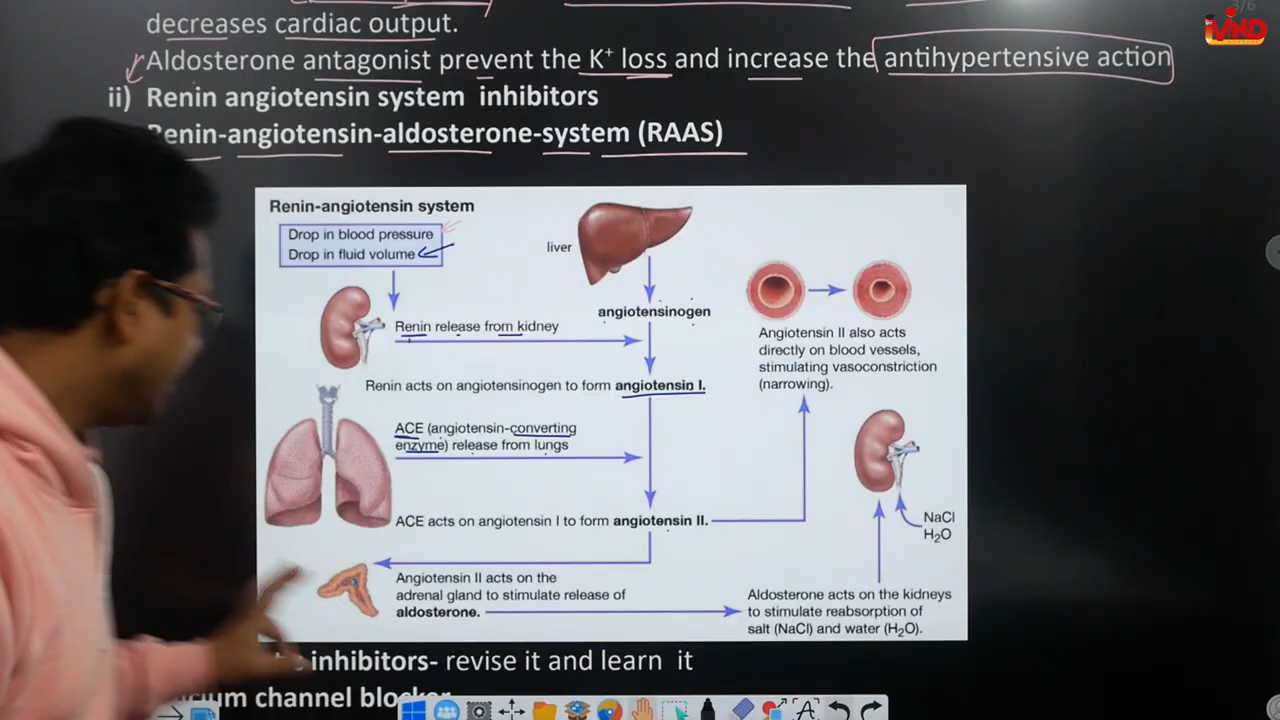 3/6
iVIND
decreases cardiac output.
Aldosterone antagonist prevent the K⁺ loss and increase the antihypertensive action
ii) Renin angiotensin system inhibitors
Renin-angiotensin-aldosterone-system (RAAS)
Renin-angiotensin system
Drop in blood pressure
Drop in fluid volume
liver
angiotensinogen
Renin release from kidney
Renin acts on angiotensinogen to form angiotensin I.
ACE (angiotensin-converting
enzyme) release from lungs
ACE acts on angiotensin I to form angiotensin II.
Angiotensin II acts on the
adrenal gland to stimulate release of
aldosterone.
Angiotensin II also acts
directly on blood vessels,
stimulating vasoconstriction
(narrowing).
NaCl
H₂O
Aldosterone acts on the kidneys
to stimulate reabsorption of
salt (NaCl) and water (H₂O).
inhibitors- revise it and learn it
channel